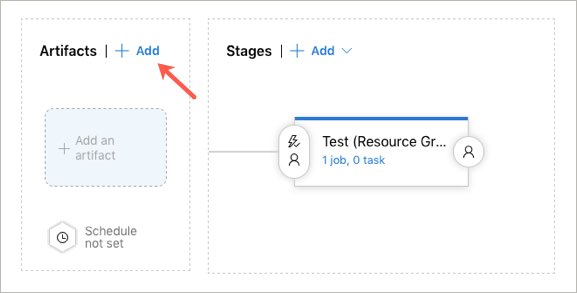 Artifacts | + Add
Stages | + Add
Add an
artifact
Test (Resource Gr...
1 job, 0 task
Schedule
not set